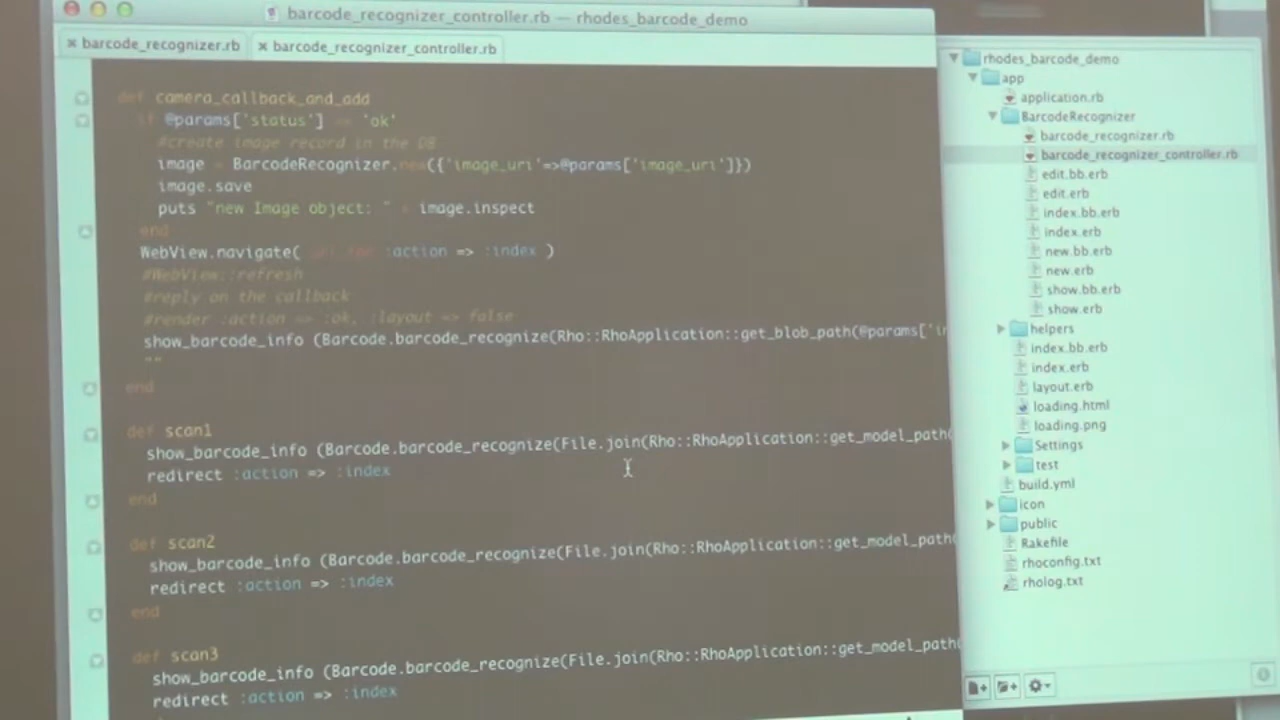 barcode_recognizer_controller.rb — rhodes_barcode_demo
barcode_recognizer.rb
barcode_recognizer_controller.rb
def camera_callback_and_add
if @params['status'] == 'ok'
#create image record in the DB
image = BarcodeRecognizer.new({'image_uri'=>@params['image_uri']})
image.save
puts "new Image object: " + image.inspect
end
WebView.navigate( url_for :action => :index )
#WebView::refresh
#reply on the callback
#render :action => :ok, :layout => false
show_barcode_info (Barcode.barcode_recognize(Rho::RhoApplication::get_blob_path(@params['i
""
end
def scan1
show_barcode_info (Barcode.barcode_recognize(File.join(Rho::RhoApplication::get_model_path(
redirect :action => :index
end
def scan2
show_barcode_info (Barcode.barcode_recognize(File.join(Rho::RhoApplication::get_model_path(
redirect :action => :index
end
def scan3
show_barcode_info (Barcode.barcode_recognize(File.join(Rho::RhoApplication::get_model_path(
redirect :action => :index
rhodes_barcode_demo
app
application.rb
BarcodeRecognizer
barcode_recognizer.rb
barcode_recognizer_controller.rb
edit.bb.erb
edit.erb
index.bb.erb
index.erb
new.bb.erb
new.erb
show.bb.erb
show.erb
helpers
index.bb.erb
index.erb
layout.erb
loading.html
loading.png
Settings
test
build.yml
icon
public
Rakefile
rhoconfig.txt
rholog.txt